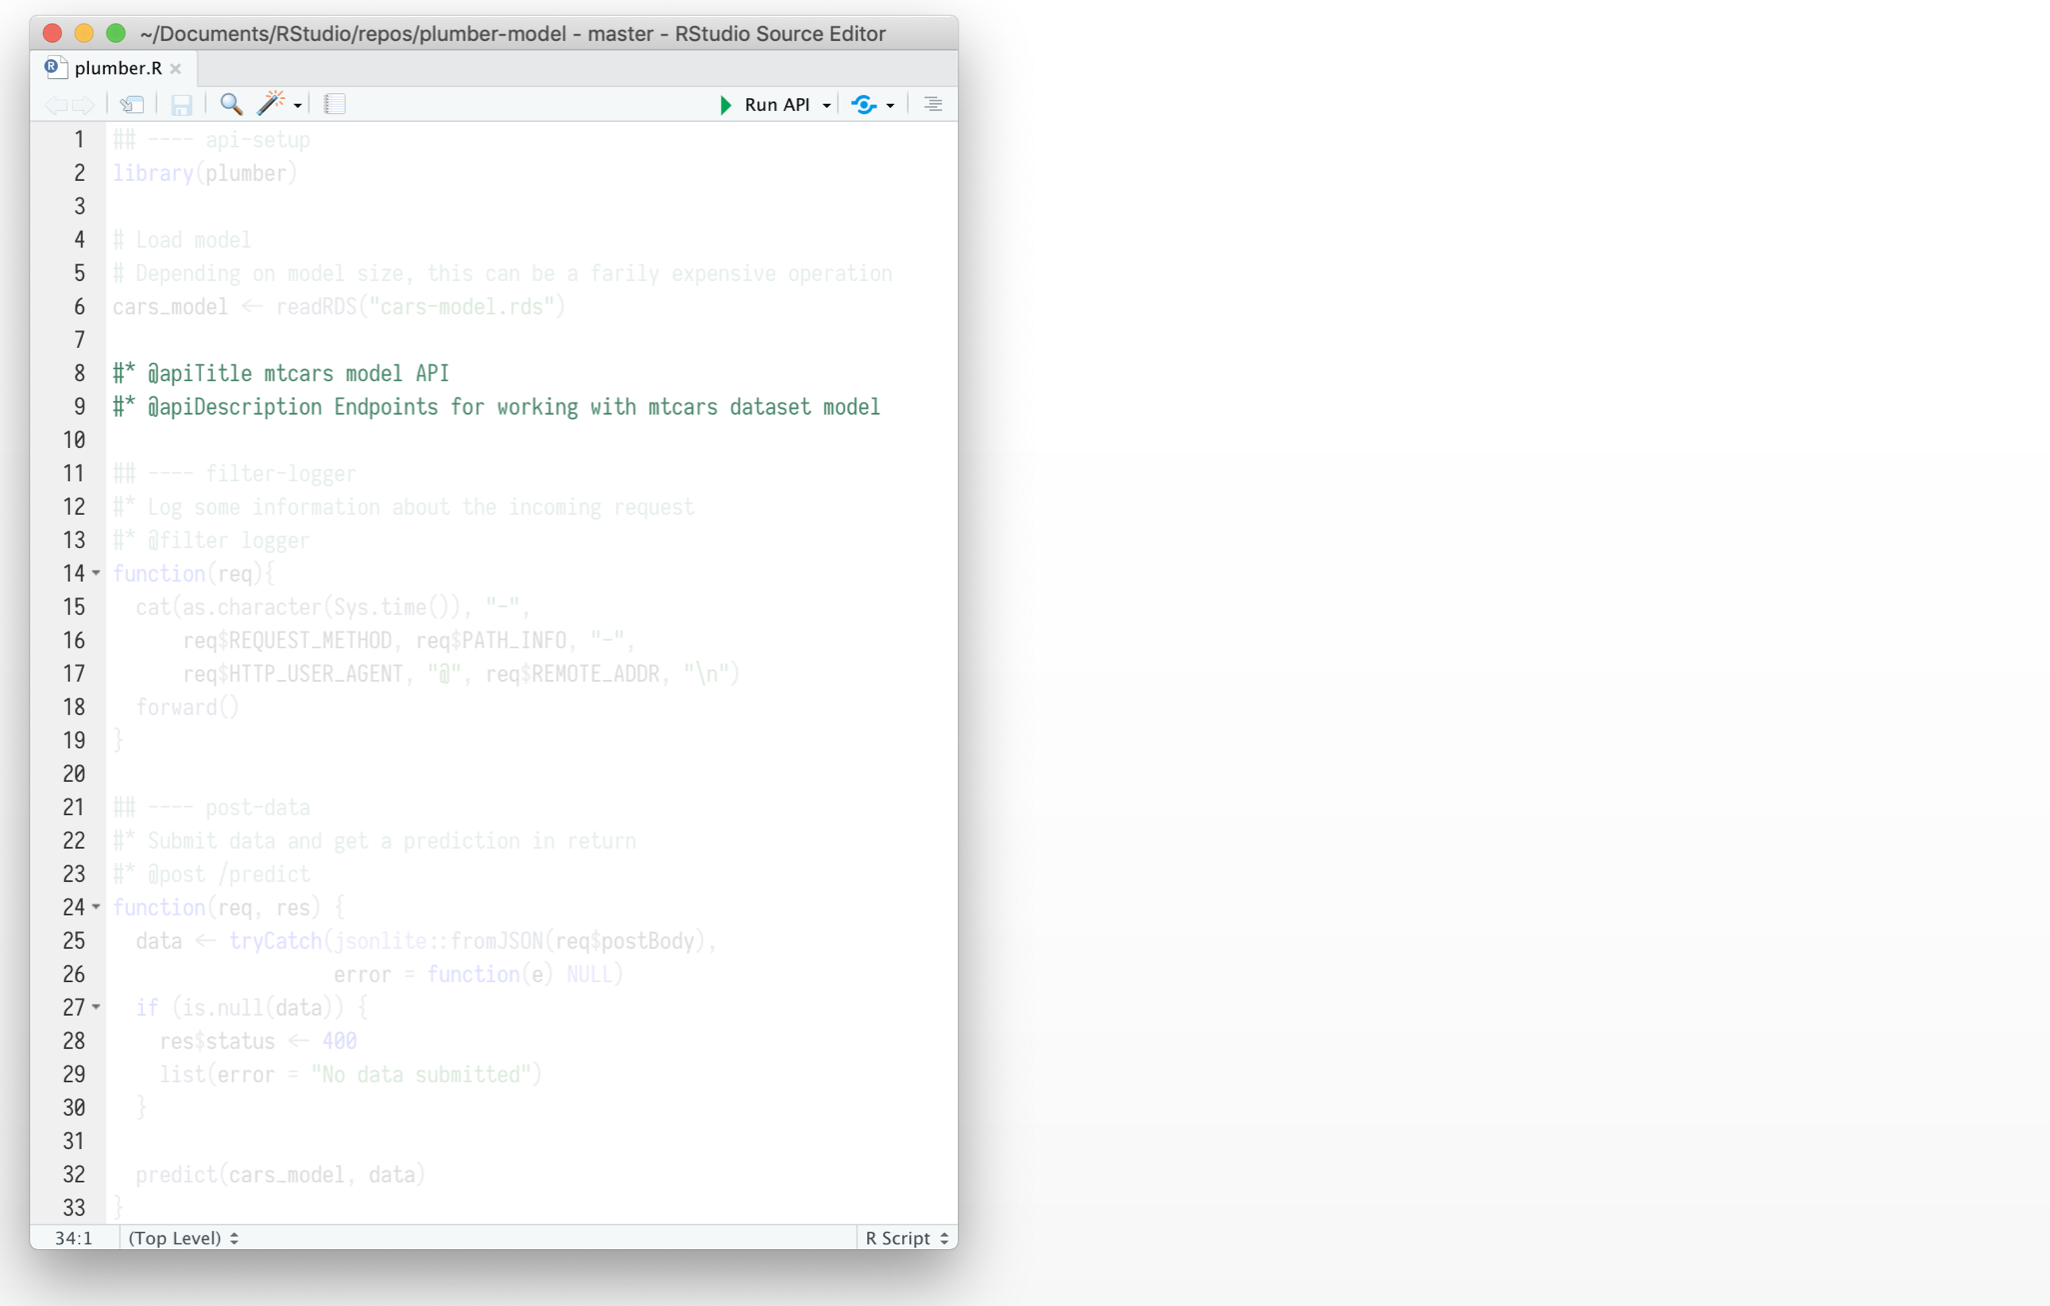 ~/Documents/RStudio/repos/plumber-model - master - RStudio Source Editor
plumber.R
Run API
1 ## ---- api-setup
2 library(plumber)
3
4 # Load model
5 # Depending on model size, this can be a farily expensive operation
6 cars_model <- readRDS("cars-model.rds")
7
8 #* @apiTitle mtcars model API
9 #* @apiDescription Endpoints for working with mtcars dataset model
10
11 ## ---- filter-logger
12 #* Log some information about the incoming request
13 #* @filter logger
14 function(req){
15   cat(as.character(Sys.time()), "-",
16       req$REQUEST_METHOD, req$PATH_INFO, "-",
17       req$HTTP_USER_AGENT, "@", req$REMOTE_ADDR, "\n")
18   forward()
19 }
20
21 ## ---- post-data
22 #* Submit data and get a prediction in return
23 #* @post /predict
24 function(req, res) {
25   data <- tryCatch(jsonlite::fromJSON(req$postBody),
26                    error = function(e) NULL)
27   if (is.null(data)) {
28     res$status <- 400
29     list(error = "No data submitted")
30   }
31
32   predict(cars_model, data)
33 }
34:1 (Top Level) R Script